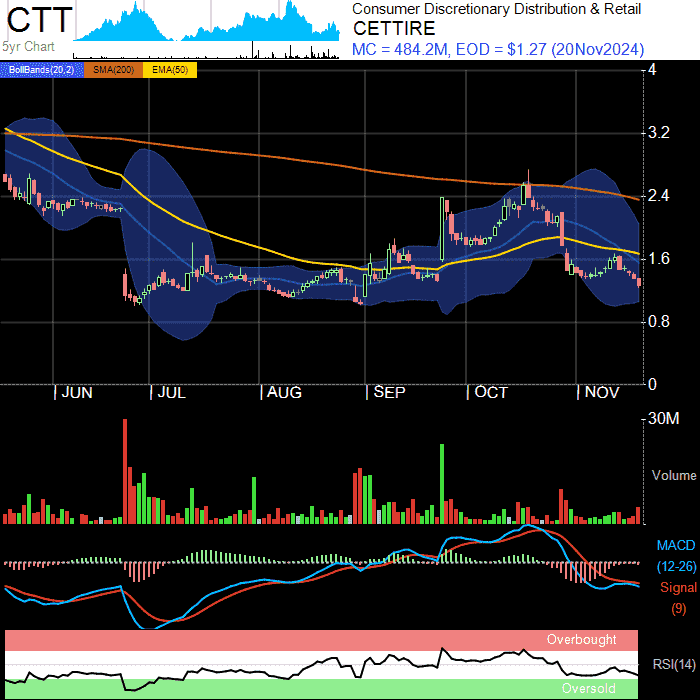 CTT
5yr Chart
Consumer Discretionary Distribution & Retail
CETTIRE
MC = 484.2M, EOD = $1.27 (20Nov2024)
BollBands(20,2) SMA(200) EMA(50)
4
3.2
2.4
1.6
0.8
0
| JUN | JUL | AUG | SEP | OCT | NOV
30M
Volume
MACD
(12-26)
Signal
(9)
Overbought
RSI(14)
Oversold